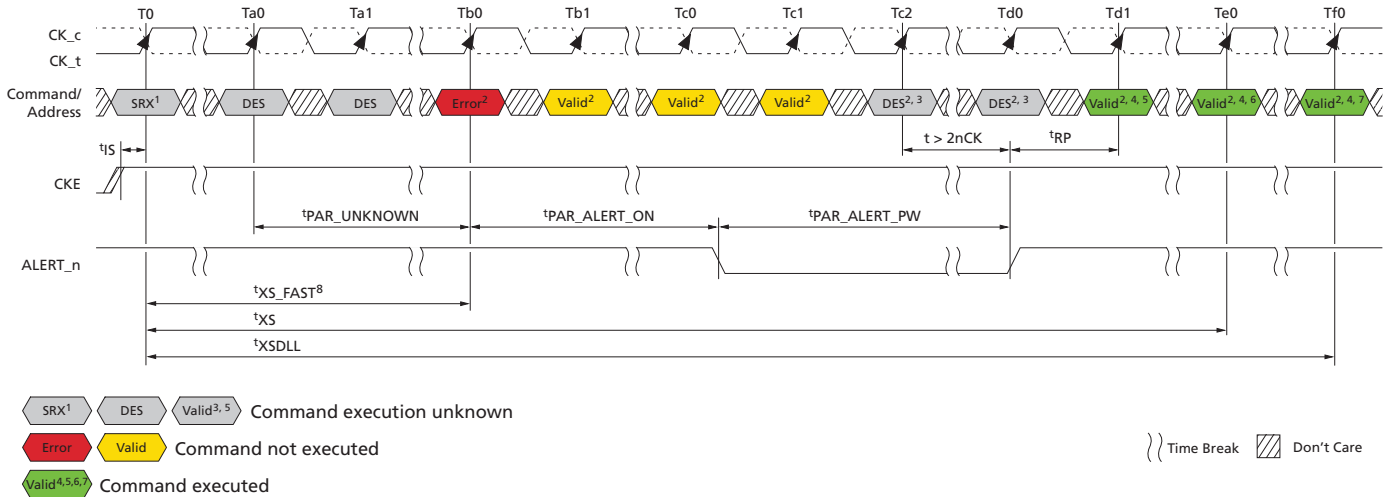 T0 Ta0 Ta1 Tb0 Tb1 Tc0 Tc1 Tc2 Td0 Td1 Te0 Tf0
CK_c
CK_t
Command/
Address
SRX¹ DES DES Error² Valid² Valid² Valid² DES²,³ DES²,³ Valid²,⁴,⁵ Valid²,⁴,⁶ Valid²,⁴,⁷
tIS t > 2nCK tRP
CKE
tPAR_UNKNOWN tPAR_ALERT_ON tPAR_ALERT_PW
ALERT_n
tXS_FAST⁸
tXS
tXSDLL
SRX¹ DES Valid³,⁵ Command execution unknown
Error Valid Command not executed
Valid⁴,⁵,⁶,⁷ Command executed
Time Break Don't Care